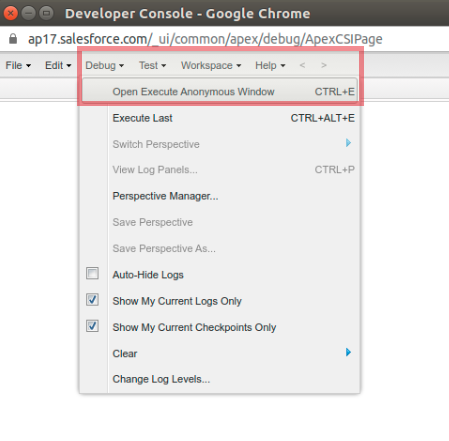 Developer Console - Google Chrome
ap17.salesforce.com/_ui/common/apex/debug/ApexCSIPage
File Edit Debug Test Workspace Help < >
Open Execute Anonymous Window CTRL+E
Execute Last CTRL+ALT+E
Switch Perspective
View Log Panels... CTRL+P
Perspective Manager...
Save Perspective
Save Perspective As...
Auto-Hide Logs
Show My Current Logs Only
Show My Current Checkpoints Only
Clear
Change Log Levels...